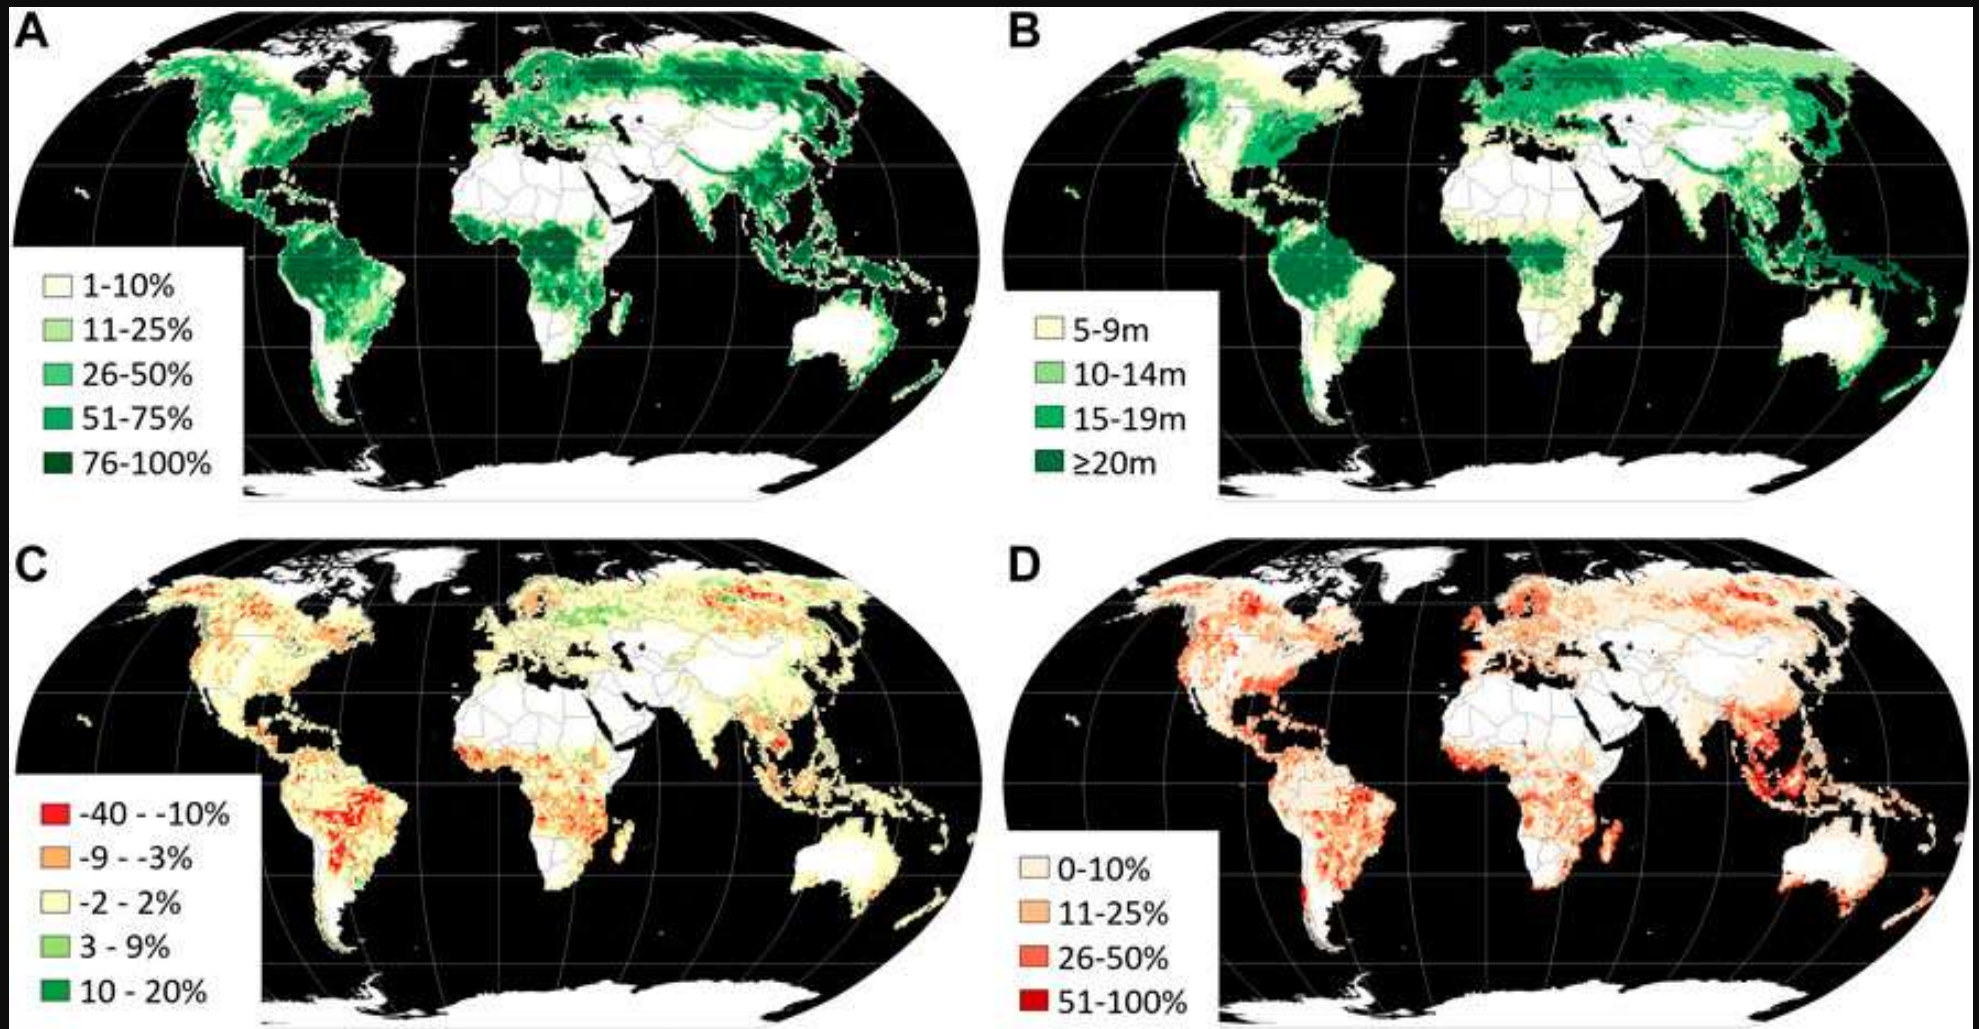 A
1-10%
11-25%
26-50%
51-75%
76-100%
B
5-9m
10-14m
15-19m
≥20m
C
-40 - -10%
-9 - -3%
-2 - 2%
3 - 9%
10 - 20%
D
0-10%
11-25%
26-50%
51-100%